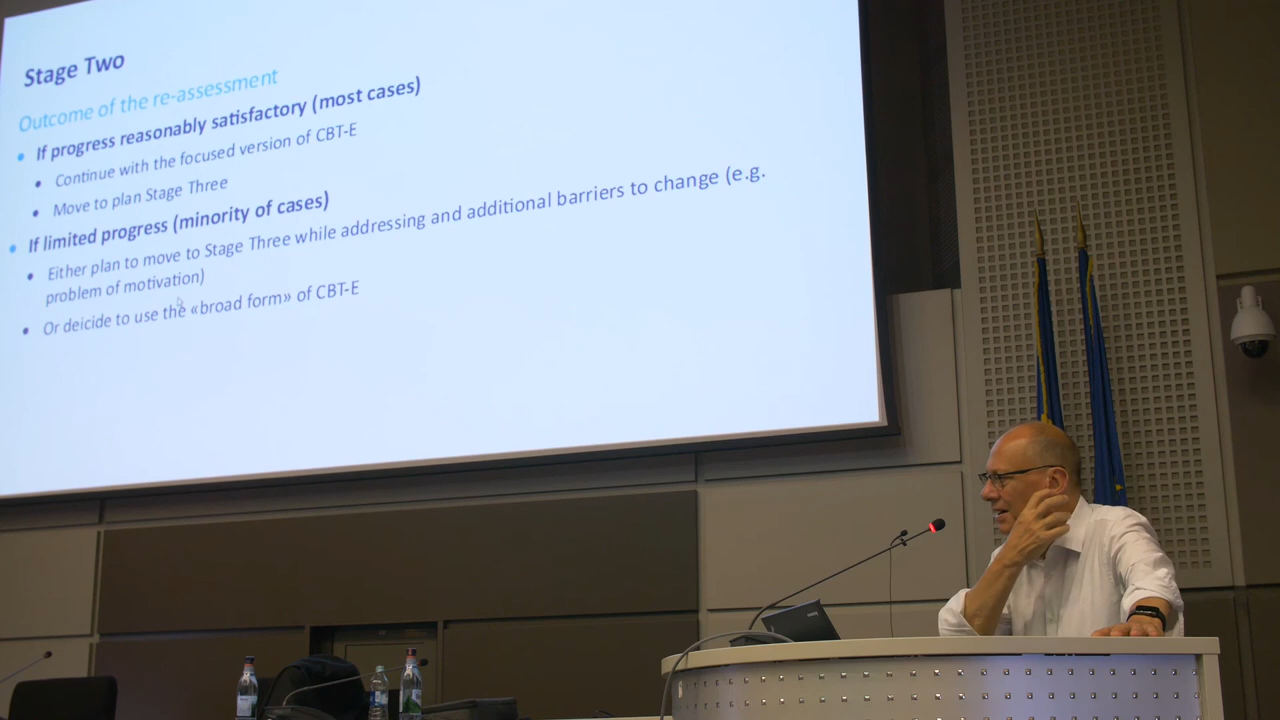 Stage Two
Outcome of the re-assessment
If progress reasonably satisfactory (most cases)
Continue with the focused version of CBT-E
Move to plan Stage Three
If limited progress (minority of cases)
Either plan to move to Stage Three while addressing and additional barriers to change (e.g.
problem of motivation)
Or deicide to use the «broad form» of CBT-E